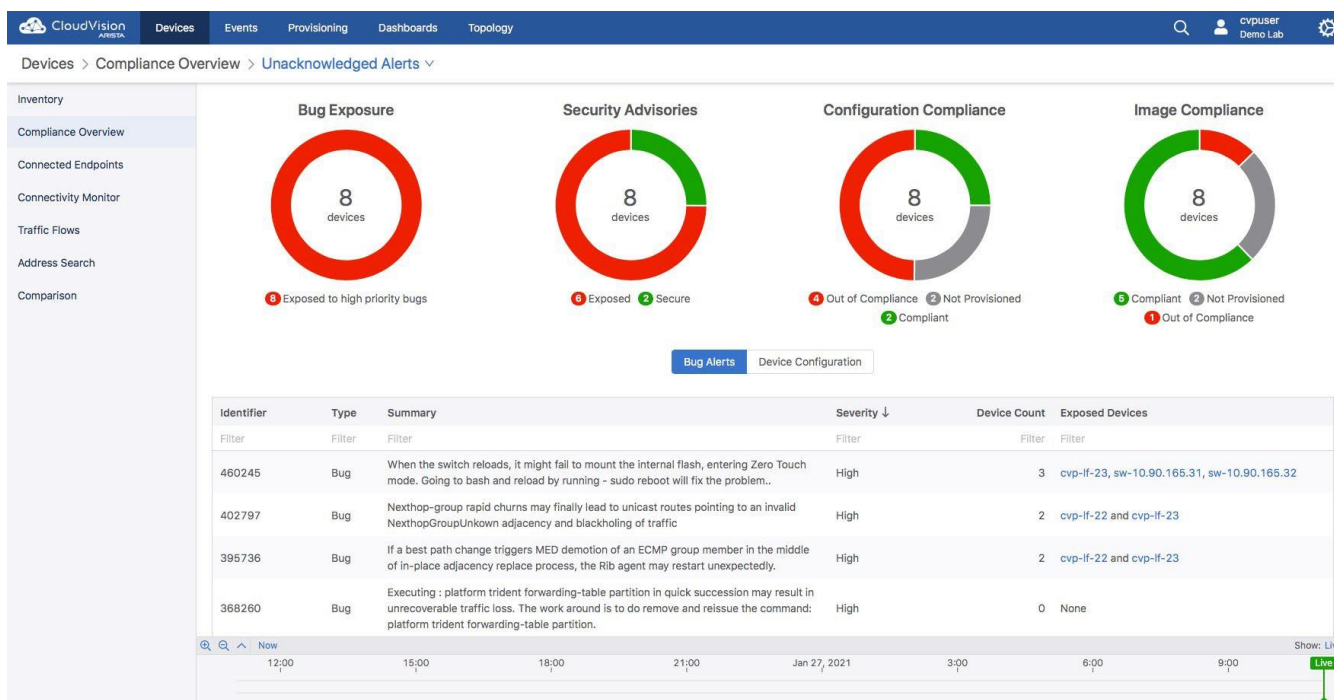 CloudVision
ARISTA
Devices Events Provisioning Dashboards Topology
cvpuser
Demo Lab
Devices > Compliance Overview > Unacknowledged Alerts
Inventory
Compliance Overview
Connected Endpoints
Connectivity Monitor
Traffic Flows
Address Search
Comparison
Bug Exposure
8
devices
8 Exposed to high priority bugs
Security Advisories
8
devices
6 Exposed 2 Secure
Configuration Compliance
8
devices
4 Out of Compliance 2 Not Provisioned
2 Compliant
Image Compliance
8
devices
5 Compliant 2 Not Provisioned
1 Out of Compliance
Bug Alerts Device Configuration
Identifier Type Summary Severity ↓ Device Count Exposed Devices
Filter Filter Filter Filter Filter Filter
460245 Bug When the switch reloads, it might fail to mount the internal flash, entering Zero Touch
mode. Going to bash and reload by running - sudo reboot will fix the problem.. High 3 cvp-lf-23, sw-10.90.165.31, sw-10.90.165.32
402797 Bug Nexthop-group rapid churns may finally lead to unicast routes pointing to an invalid
NexthopGroupUnkown adjacency and blackholing of traffic High 2 cvp-lf-22 and cvp-lf-23
395736 Bug If a best path change triggers MED demotion of an ECMP group member in the middle
of in-place adjacency replace process, the Rib agent may restart unexpectedly. High 2 cvp-lf-22 and cvp-lf-23
368260 Bug Executing : platform trident forwarding-table partition in quick succession may result in
unrecoverable traffic loss. The work around is to do remove and reissue the command:
platform trident forwarding-table partition. High 0 None
Now
Show: Li
12:00 15:00 18:00 21:00 Jan 27, 2021 3:00 6:00 9:00 Live